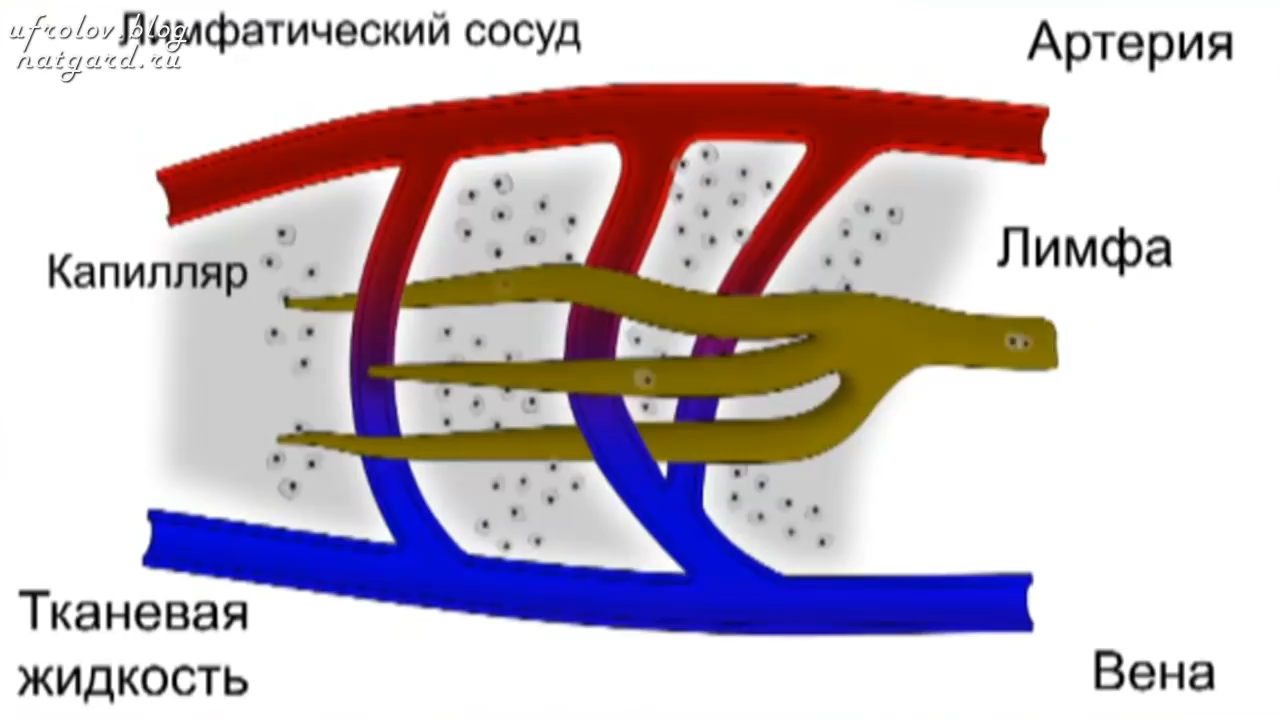 ufrolov.blog
natgard.ru
Лимфатический сосуд
Артерия
Капилляр
Лимфа
Тканевая
жидкость
Вена